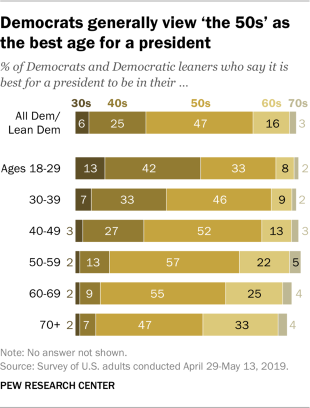 Democrats generally view ‘the 50s’ as
the best age for a president
% of Democrats and Democratic leaners who say it is
best for a president to be in their ...
30s 40s 50s 60s 70s
All Dem/
Lean Dem 6 25 47 16 3
Ages 18-29 13 42 33 8 2
30-39 7 33 46 9 2
40-49 3 27 52 13 3
50-59 2 13 57 22 5
60-69 2 9 55 25 4
70+ 2 7 47 33 4
Note: No answer not shown.
Source: Survey of U.S. adults conducted April 29-May 13, 2019.
PEW RESEARCH CENTER